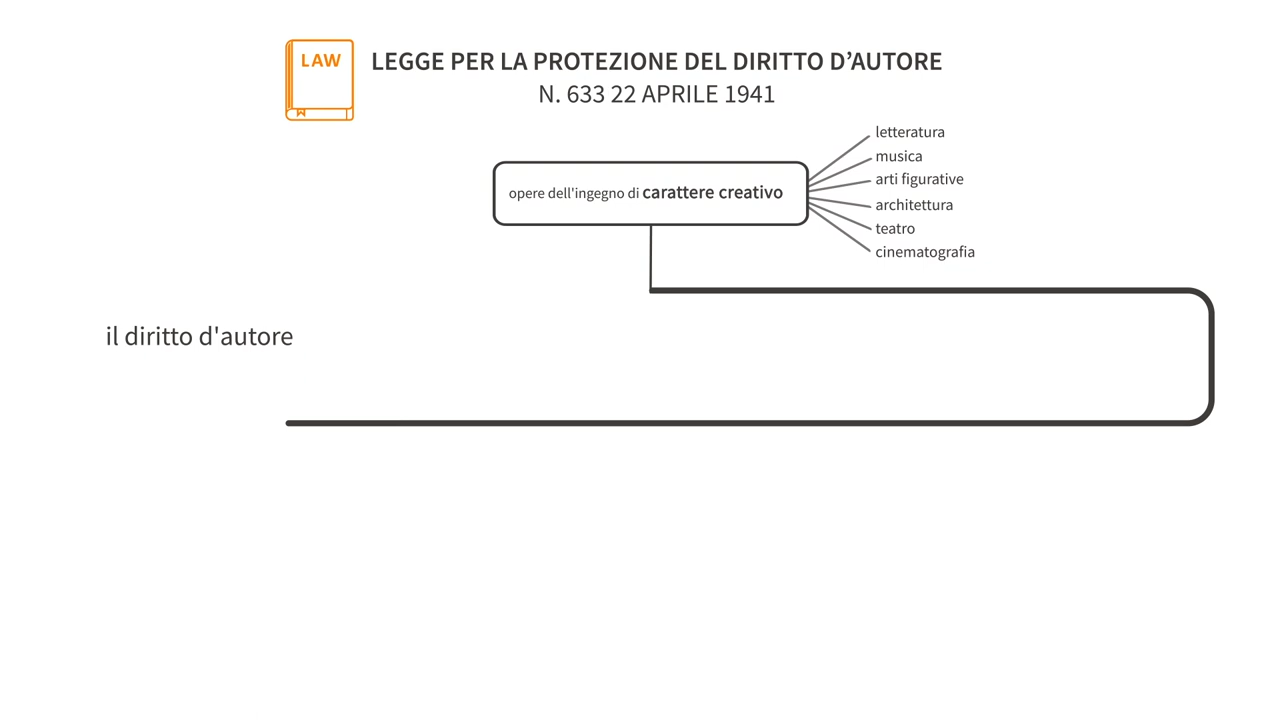 LAW
LEGGE PER LA PROTEZIONE DEL DIRITTO D’AUTORE
N. 633 22 APRILE 1941
opere dell'ingegno di carattere creativo
letteratura
musica
arti figurative
architettura
teatro
cinematografia
il diritto d'autore